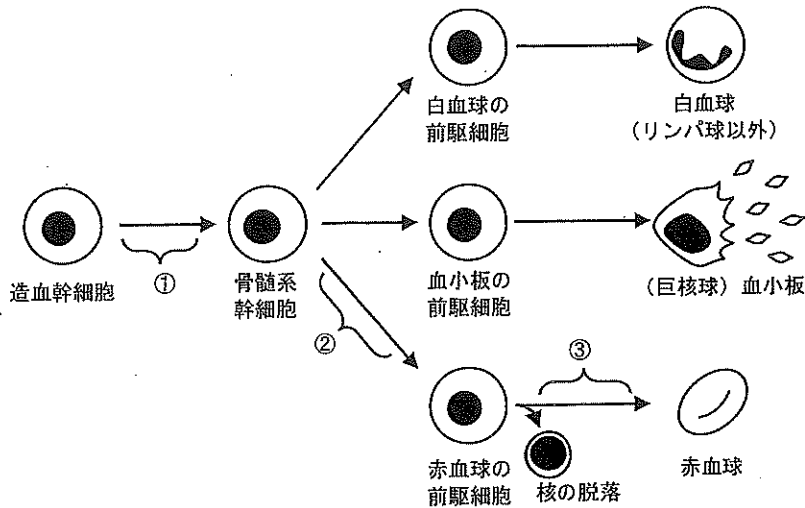 白血球の
前駆細胞
白血球
(リンパ球以外)
造血幹細胞
①
骨髄系
幹細胞
血小板の
前駆細胞
(巨核球) 血小板
②
③
赤血球の
前駆細胞
核の脱落
赤血球